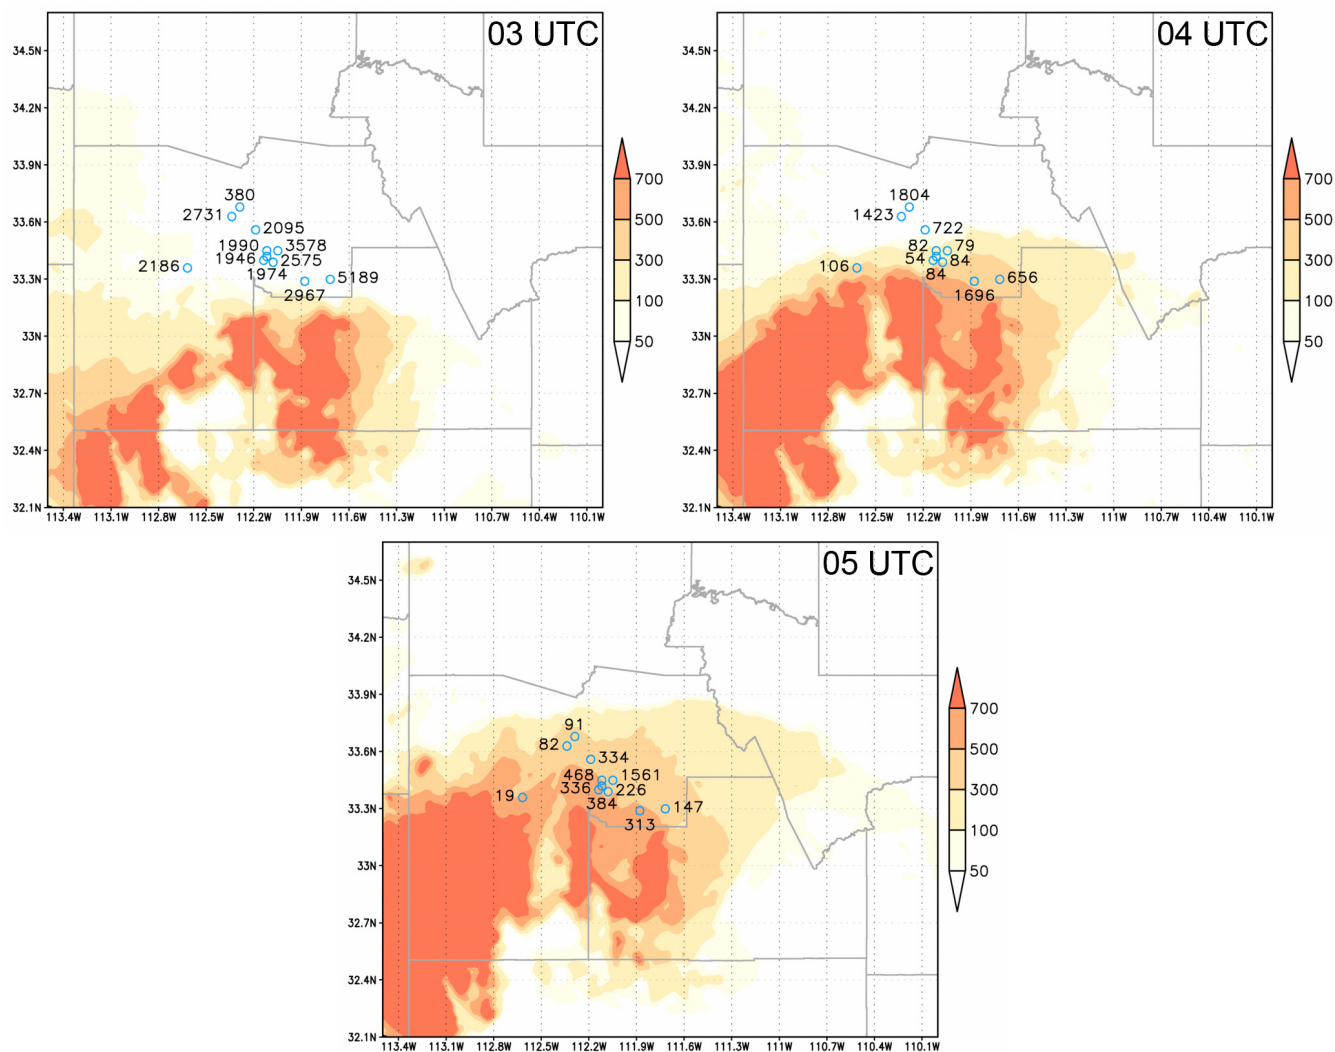 03 UTC
34.5N
34.2N
33.9N
33.6N
33.3N
33N
32.7N
32.4N
32.1N
380
2731
2095
1990 3578
1946 2575
2186
1974
5189
2967
113.4W 113.1W 112.8W 112.5W 112.2W 111.9W 111.6W 111.3W 111W 110.7W 110.4W 110.1W
700
500
300
100
50
04 UTC
34.5N
34.2N
33.9N
33.6N
33.3N
33N
32.7N
32.4N
32.1N
1804
1423
722
82 79
54 84
106
84
656
1696
113.4W 113.1W 112.8W 112.5W 112.2W 111.9W 111.6W 111.3W 111W 110.7W 110.4W 110.1W
700
500
300
100
50
05 UTC
34.5N
34.2N
33.9N
33.6N
33.3N
33N
32.7N
32.4N
32.1N
91
82
334
468 1561
336 226
19
384
147
313
113.4W 113.1W 112.8W 112.5W 112.2W 111.9W 111.6W 111.3W 111W 110.7W 110.4W 110.1W
700
500
300
100
50